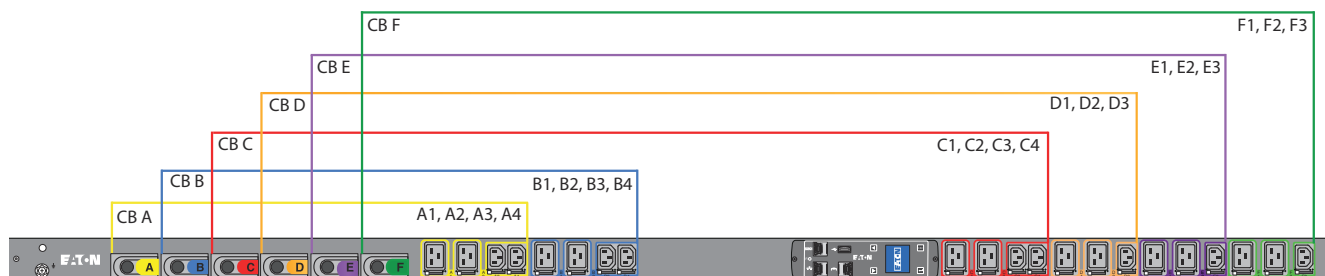 CB F F1, F2, F3
CB E E1, E2, E3
CB D D1, D2, D3
CB C C1, C2, C3, C4
CB B B1, B2, B3, B4
CB A A1, A2, A3, A4
EATON A B C D E F EATON